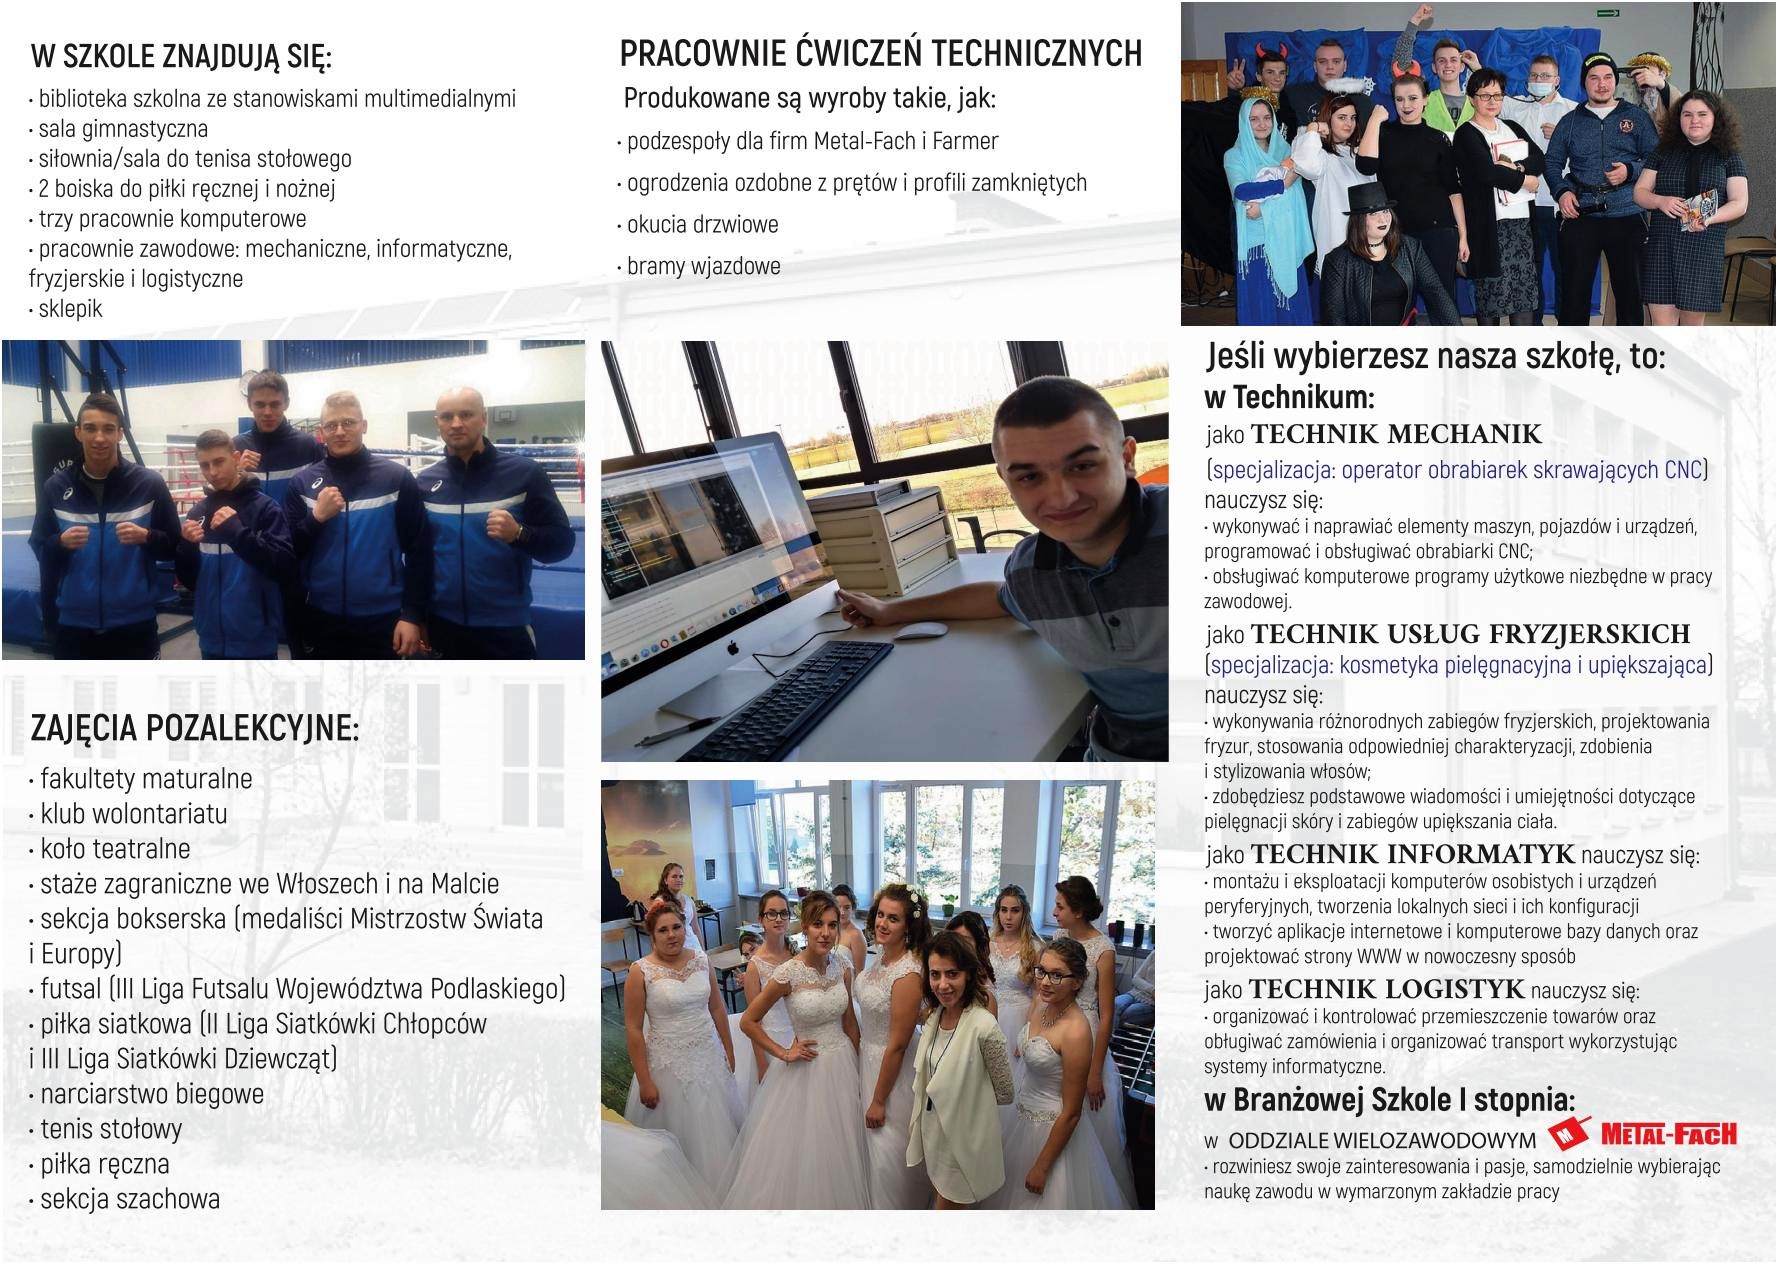 W SZKOLE ZNAJDUJĄ SIĘ:
· biblioteka szkolna ze stanowiskami multimedialnymi
· sala gimnastyczna
· siłownia/sala do tenisa stołowego
· 2 boiska do piłki ręcznej i nożnej
· trzy pracownie komputerowe
· pracownie zawodowe: mechaniczne, informatyczne,
fryzjerskie i logistyczne
· sklepik
ZAJĘCIA POZALEKCYJNE:
· fakultety maturalne
· klub wolontariatu
· koło teatralne
· staże zagraniczne we Włoszech i na Malcie
· sekcja bokserska (medaliści Mistrzostw Świata
i Europy)
· futsal (III Liga Futsalu Województwa Podlaskiego)
· piłka siatkowa (II Liga Siatkówki Chłopców
i III Liga Siatkówki Dziewcząt)
· narciarstwo biegowe
· tenis stołowy
· piłka ręczna
· sekcja szachowa
PRACOWNIE ĆWICZEŃ TECHNICZNYCH
Produkowane są wyroby takie, jak:
· podzespoły dla firm Metal-Fach i Farmer
· ogrodzenia ozdobne z prętów i profili zamkniętych
· okucia drzwiowe
· bramy wjazdowe
Jeśli wybierzesz nasza szkołę, to:
w Technikum:
jako TECHNIK MECHANIK
(specjalizacja: operator obrabiarek skrawających CNC)
nauczysz się:
· wykonywać i naprawiać elementy maszyn, pojazdów i urządzeń,
programować i obsługiwać obrabiarki CNC;
· obsługiwać komputerowe programy użytkowe niezbędne w pracy
zawodowej.
jako TECHNIK USŁUG FRYZJERSKICH
(specjalizacja: kosmetyka pielęgnacyjna i upiększająca)
nauczysz się:
· wykonywania różnorodnych zabiegów fryzjerskich, projektowania
fryzur, stosowania odpowiedniej charakteryzacji, zdobienia
i stylizowania włosów;
· zdobędziesz podstawowe wiadomości i umiejętności dotyczące
pielęgnacji skóry i zabiegów upiększania ciała.
jako TECHNIK INFORMATYK nauczysz się:
· montażu i eksploatacji komputerów osobistych i urządzeń
peryferyjnych, tworzenia lokalnych sieci i ich konfiguracji
· tworzyć aplikacje internetowe i komputerowe bazy danych oraz
projektować strony WWW w nowoczesny sposób
jako TECHNIK LOGISTYK nauczysz się:
· organizować i kontrolować przemieszczenie towarów oraz
obługiwać zamówienia i organizować transport wykorzystując
systemy informatyczne.
w Branżowej Szkole I stopnia:
w ODDZIALE WIELOZAWODOWYM M METAL-FACH
· rozwiniesz swoje zainteresowania i pasje, samodzielnie wybierając
naukę zawodu w wymarzonym zakładzie pracy